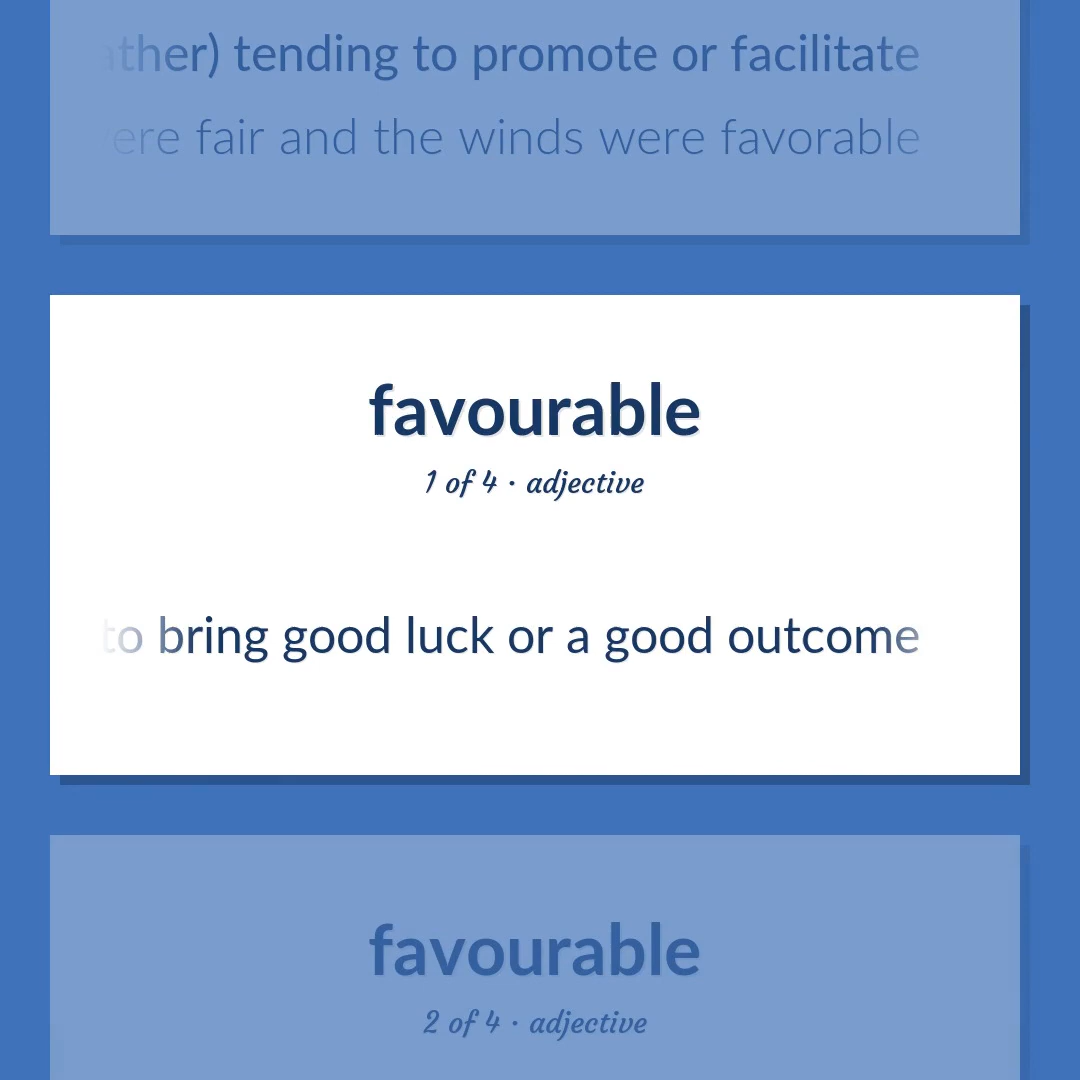 tending to promote or facilitate
fair and the winds were favorable
favourable
1 of 4 · adjective
to bring good luck or a good outcome
favourable
2 of 4 · adjective